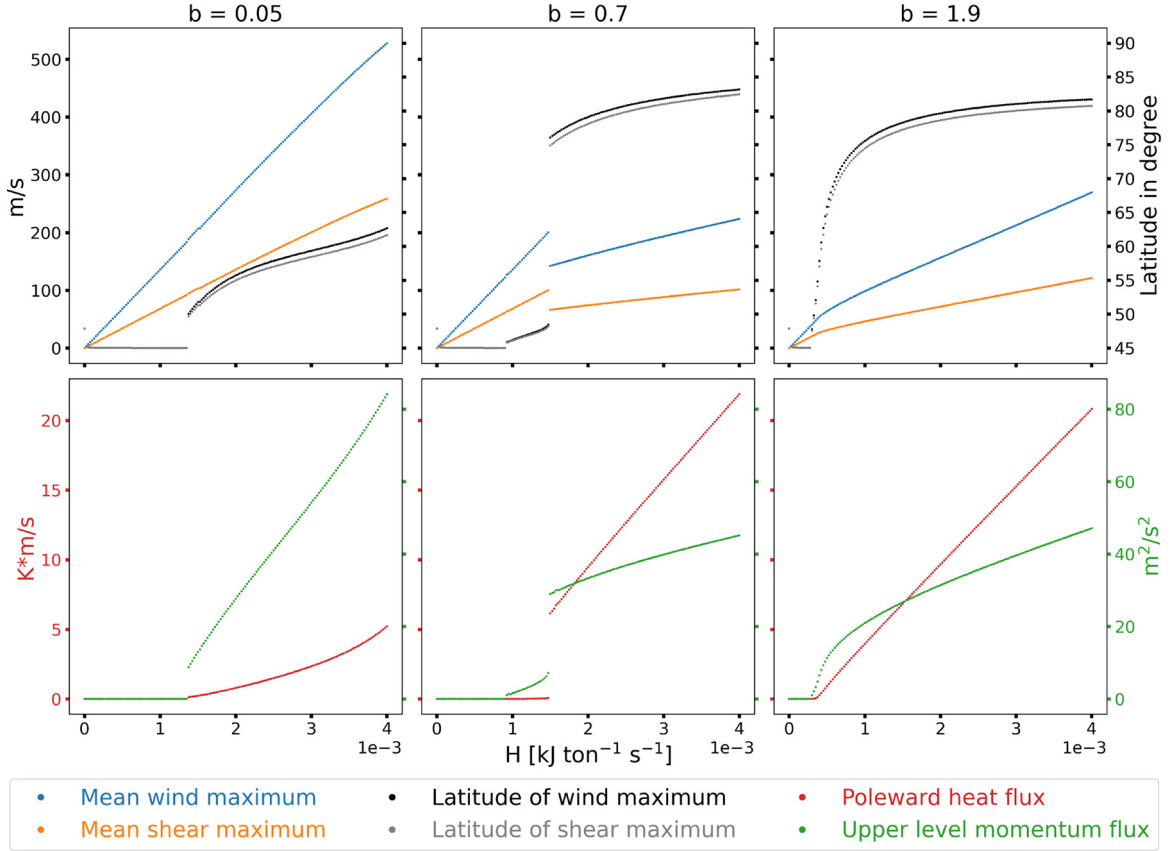 b = 0.05
b = 0.7
b = 1.9
m/s
500
400
300
200
100
0
Latitude in degree
90
85
80
75
70
65
60
55
50
45
K*m/s
20
15
10
5
0
m²/s²
80
60
40
20
0
0 1 2 3 4
1e−3
0 1 2 3 4
1e−3
0 1 2 3 4
1e−3
H [kJ ton⁻¹ s⁻¹]
Mean wind maximum
Mean shear maximum
Latitude of wind maximum
Latitude of shear maximum
Poleward heat flux
Upper level momentum flux